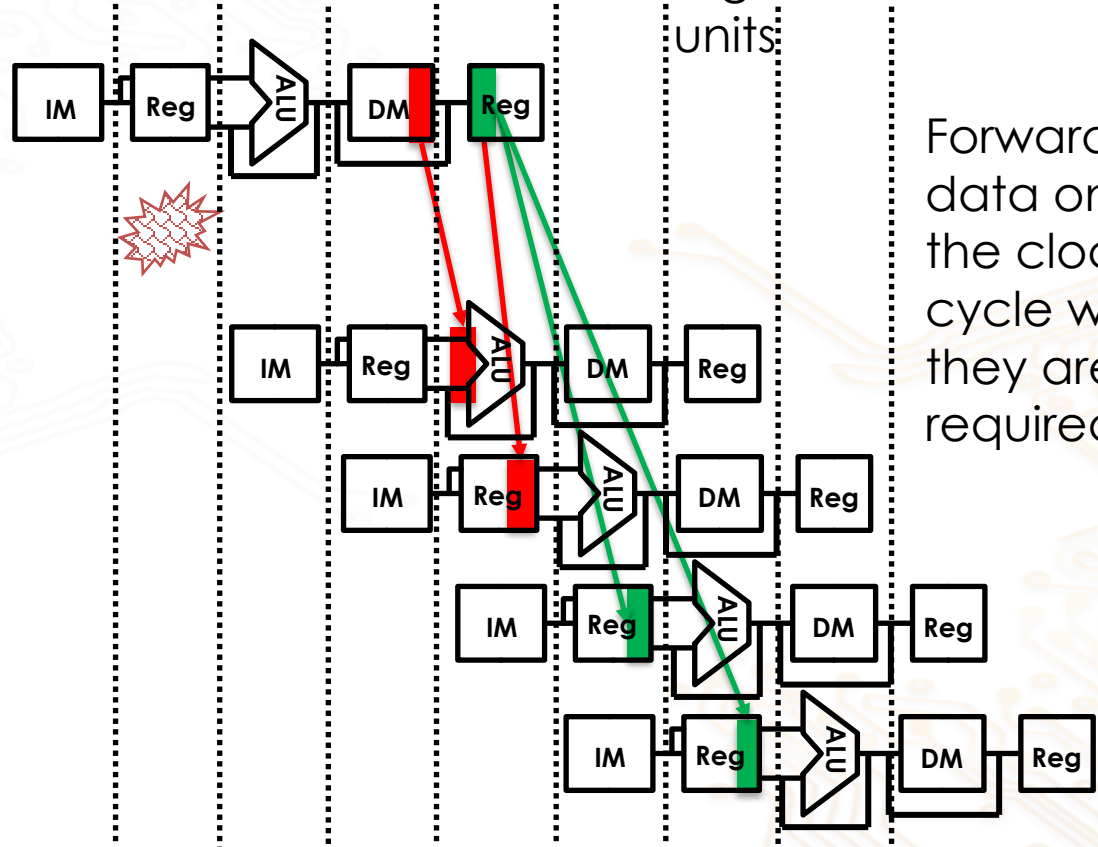 units
IM Reg ALU DM Reg
Forward
data on
the cloc
cycle w
they are
required
IM Reg ALU DM Reg
IM Reg ALU DM Reg
IM Reg ALU DM Reg
IM Reg ALU DM Reg